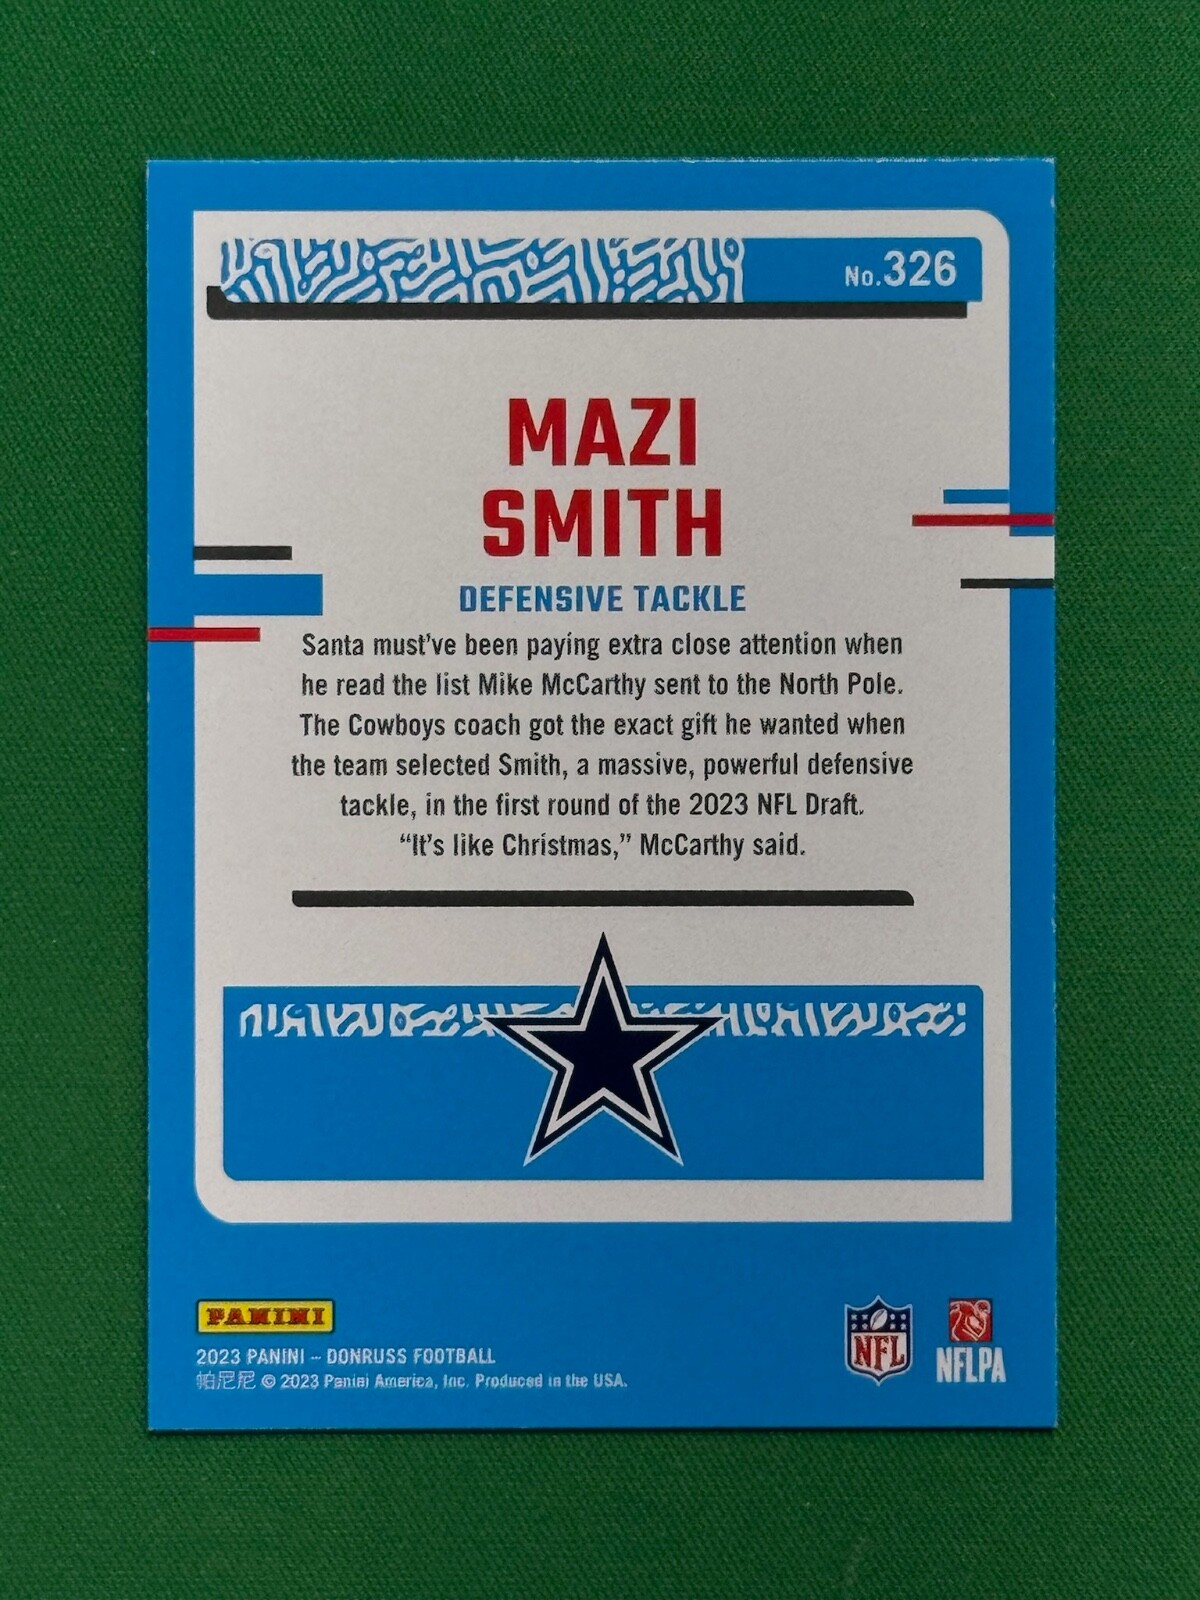 No.326
MAZI
SMITH
DEFENSIVE TACKLE
Santa must've been paying extra close attention when
he read the list Mike McCarthy sent to the North Pole.
The Cowboys coach got the exact gift he wanted when
the team selected Smith, a massive, powerful defensive
tackle, in the first round of the 2023 NFL Draft.
“It's like Christmas,” McCarthy said.
PANINI
2023 PANINI – DONRUSS FOOTBALL
帕尼尼 © 2023 Panini America, Inc. Produced in the USA.
NFL
NFLPA